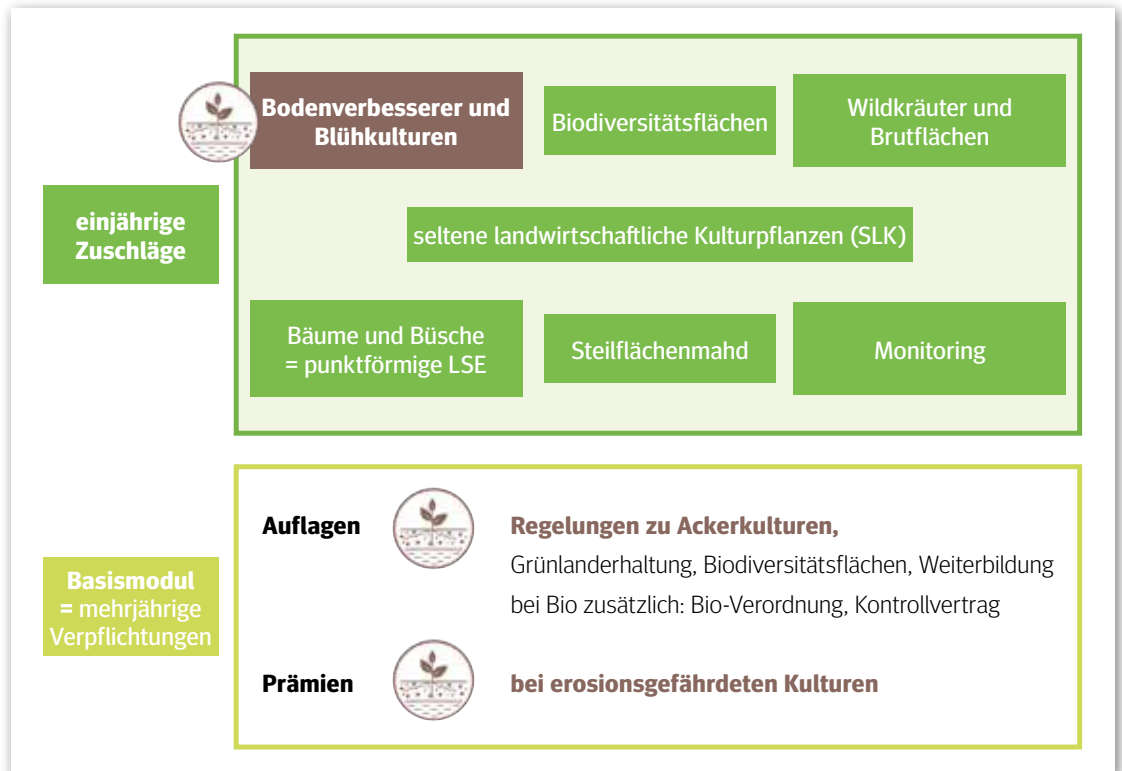 Bodenverbesserer und
Blühkulturen
Biodiversitätsflächen
Wildkräuter und
Brutflächen
einjährige
Zuschläge
seltene landwirtschaftliche Kulturpflanzen (SLK)
Bäume und Büsche
= punktförmige LSE
Steilflächenmahd
Monitoring
Basismodul
= mehrjährige
Verpflichtungen
Auflagen
Regelungen zu Ackerkulturen,
Grünlanderhaltung, Biodiversitätsflächen, Weiterbildung
bei Bio zusätzlich: Bio-Verordnung, Kontrollvertrag
Prämien
bei erosionsgefährdeten Kulturen